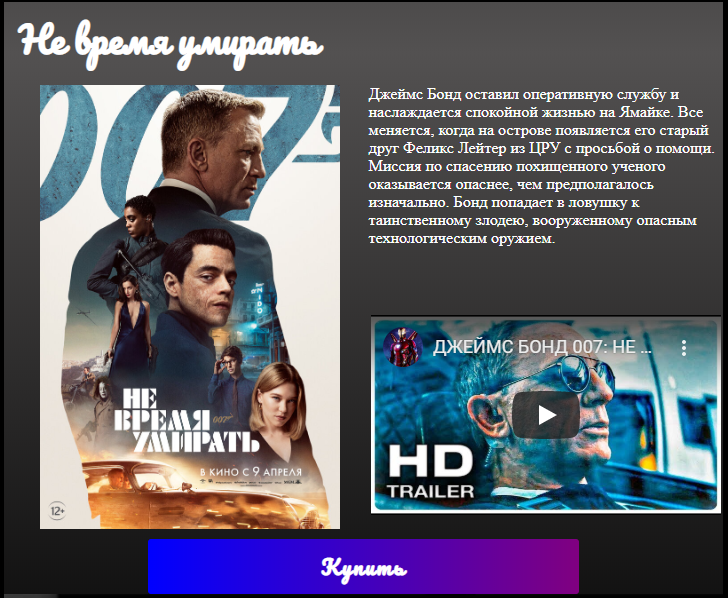 Не время умирать
007
НЕ
ВРЕМЯ 007
УМИРАТЬ
В КИНО С 9 АПРЕЛЯ
12+
Джеймс Бонд оставил оперативную службу и
наслаждается спокойной жизнью на Ямайке. Все
меняется, когда на острове появляется его старый
друг Феликс Лейтер из ЦРУ с просьбой о помощи.
Миссия по спасению похищенного ученого
оказывается опаснее, чем предполагалось
изначально. Бонд попадает в ловушку к
таинственному злодею, вооруженному опасным
технологическим оружием.
ДЖЕЙМС БОНД 007: НЕ ...
HD
TRAILER
Купить